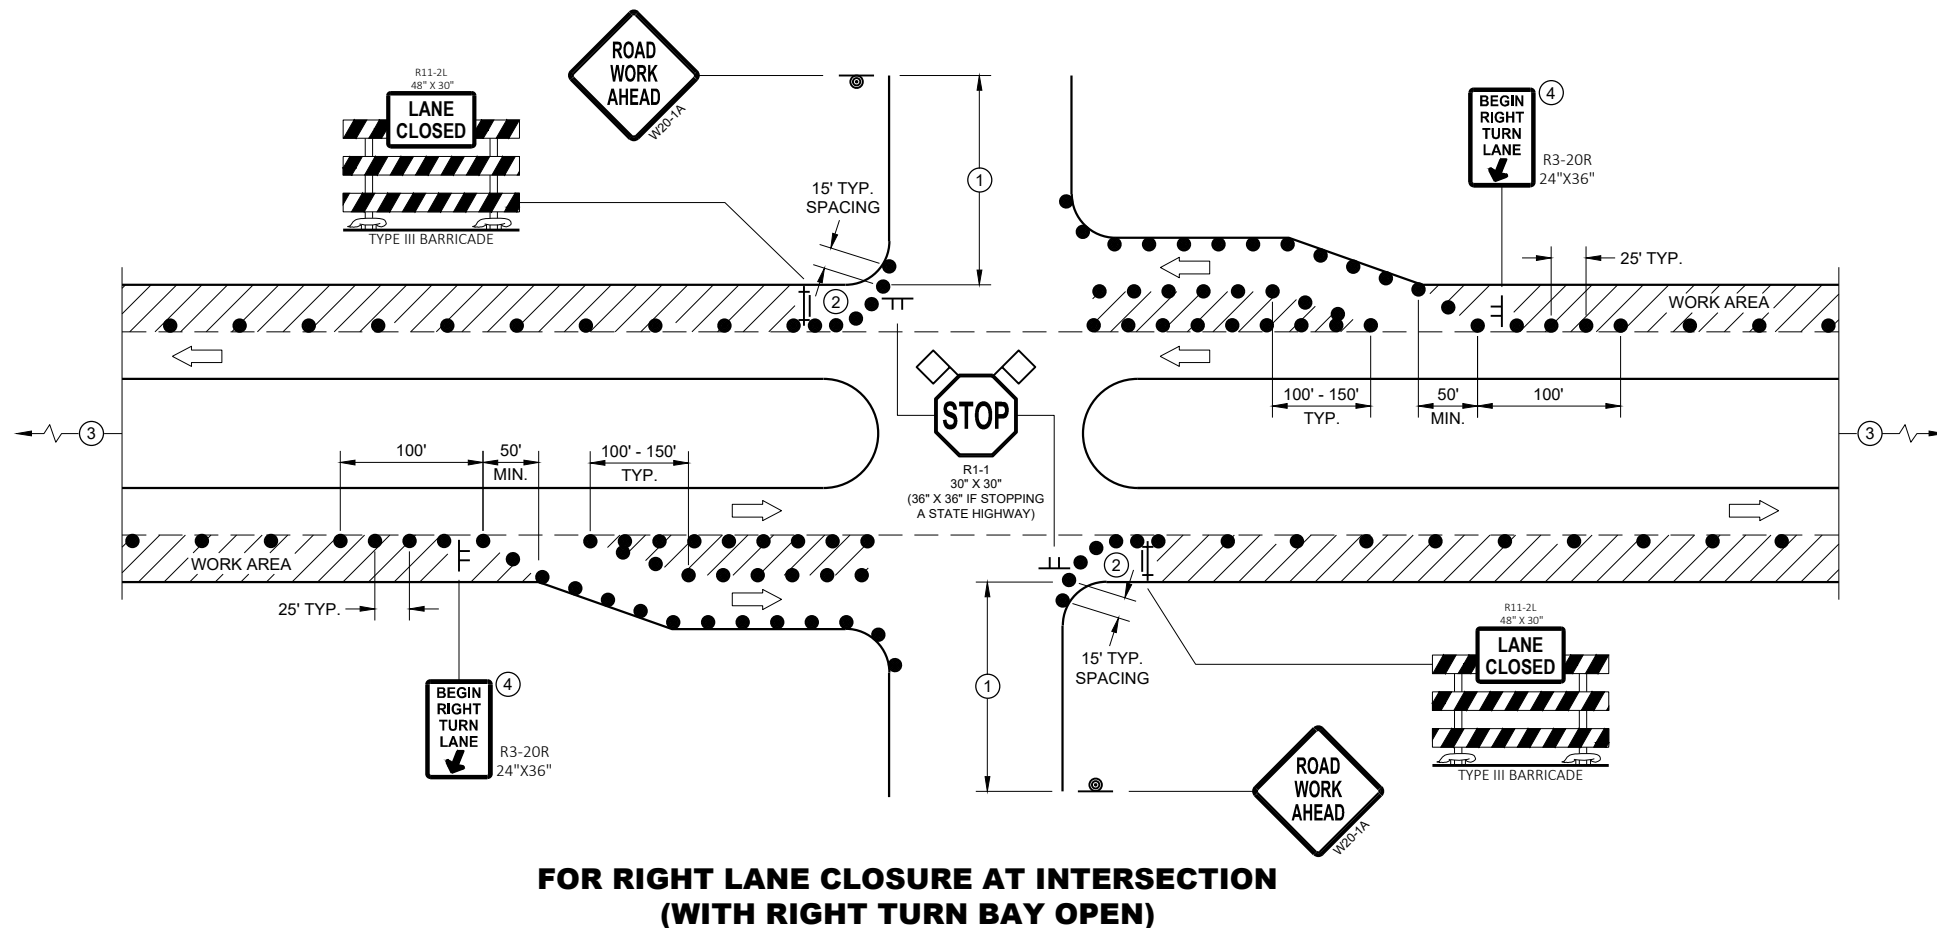 R11-2L
48" X 30"
LANE
CLOSED
TYPE III BARRICADE
ROAD
WORK
AHEAD
W20-1A
15' TYP.
SPACING
1
2
BEGIN
RIGHT
TURN
LANE
4
R3-20R
24"X36"
25' TYP.
WORK AREA
100' - 150'
TYP.
50'
MIN.
100'
3
3
STOP
R1-1
30" X 30"
(36" X 36" IF STOPPING
A STATE HIGHWAY)
100'
50'
MIN.
100' - 150'
TYP.
WORK AREA
25' TYP.
BEGIN
RIGHT
TURN
LANE
4
R3-20R
24"X36"
2
1
15' TYP.
SPACING
R11-2L
48" X 30"
LANE
CLOSED
TYPE III BARRICADE
ROAD
WORK
AHEAD
W20-1A
FOR RIGHT LANE CLOSURE AT INTERSECTION
(WITH RIGHT TURN BAY OPEN)